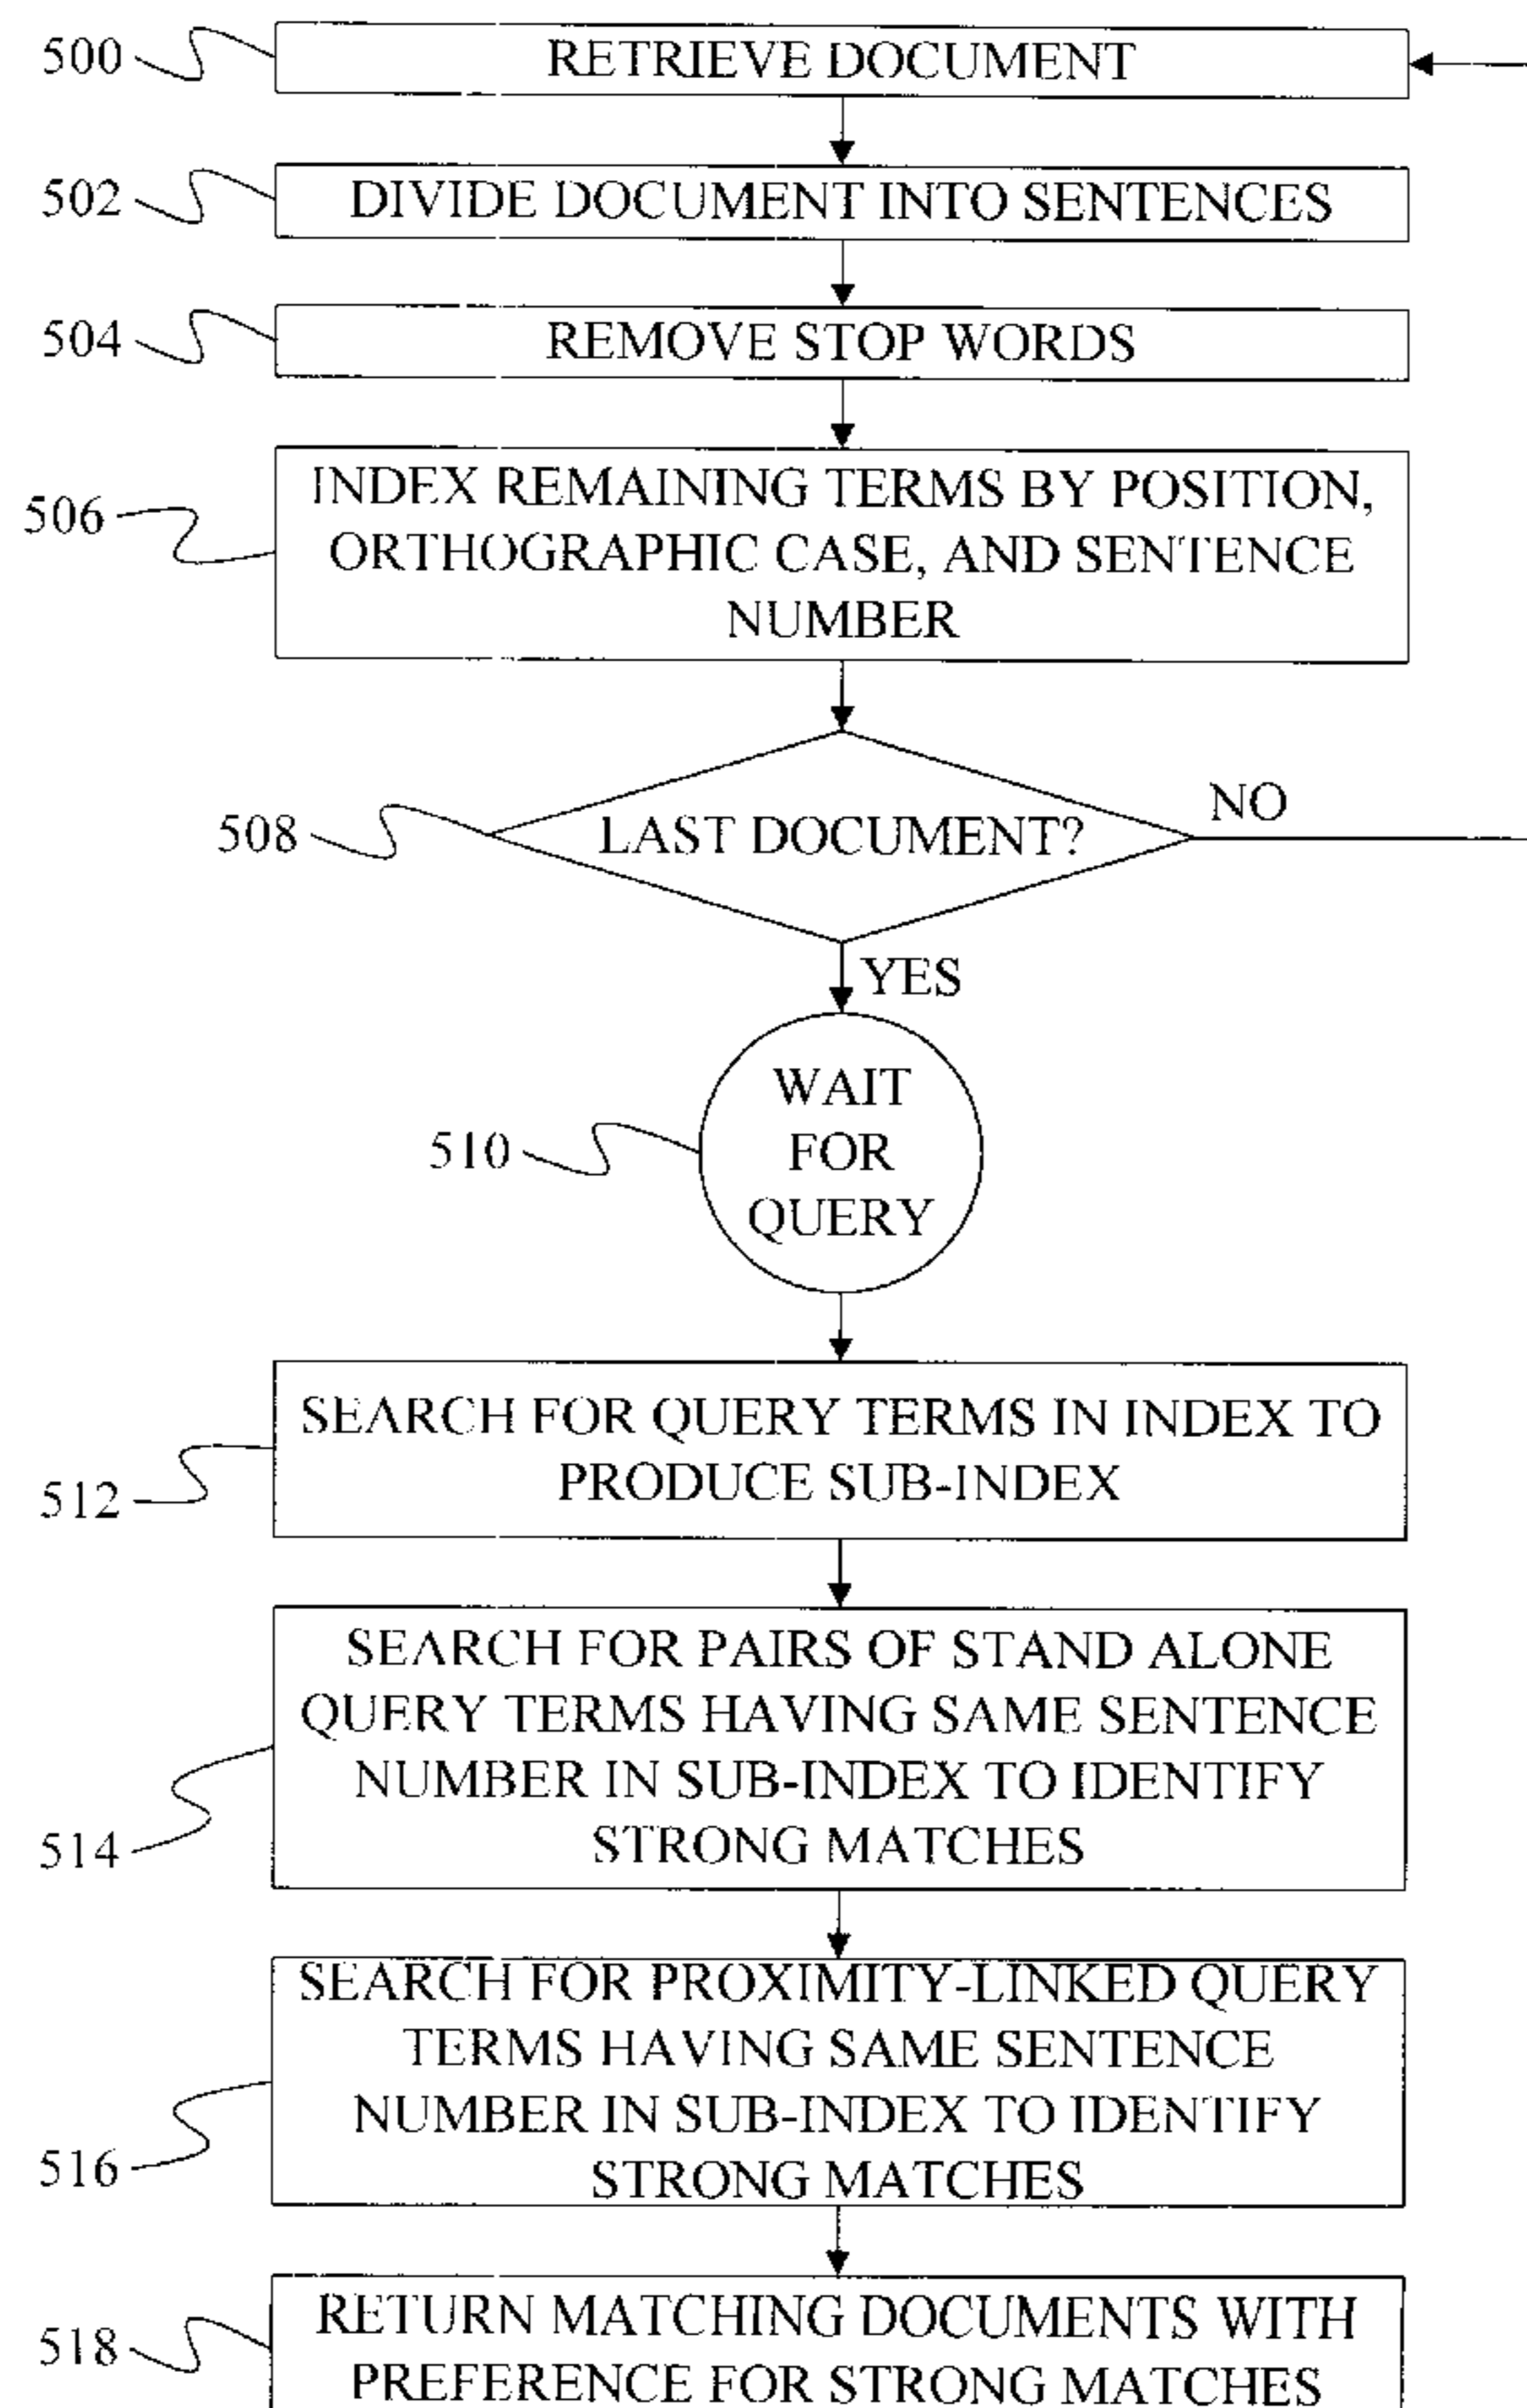 500 RETRIEVE DOCUMENT
502 DIVIDE DOCUMENT INTO SENTENCES
504 REMOVE STOP WORDS
506 INDEX REMAINING TERMS BY POSITION,
ORTHOGRAPHIC CASE, AND SENTENCE
NUMBER
508 LAST DOCUMENT?
NO
YES
510 WAIT
FOR
QUERY
512 SEARCH FOR QUERY TERMS IN INDEX TO
PRODUCE SUB-INDEX
514 SEARCH FOR PAIRS OF STAND ALONE
QUERY TERMS HAVING SAME SENTENCE
NUMBER IN SUB-INDEX TO IDENTIFY
STRONG MATCHES
516 SEARCH FOR PROXIMITY-LINKED QUERY
TERMS HAVING SAME SENTENCE
NUMBER IN SUB-INDEX TO IDENTIFY
STRONG MATCHES
518 RETURN MATCHING DOCUMENTS WITH
PREFERENCE FOR STRONG MATCHES